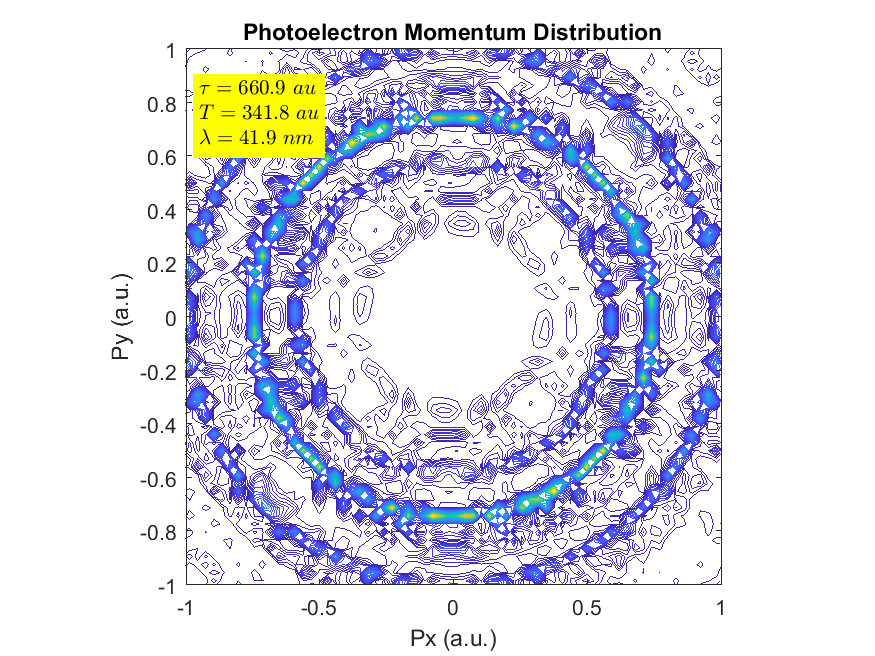 Photoelectron Momentum Distribution
1
τ = 660.9 au
0.8
T = 341.8 au
λ = 41.9 nm
0.6
0.4
0.2
0
Py (a.u.)
-0.2
-0.4
-0.6
-0.8
-1
-1 -0.5 0 0.5 1
Px (a.u.)